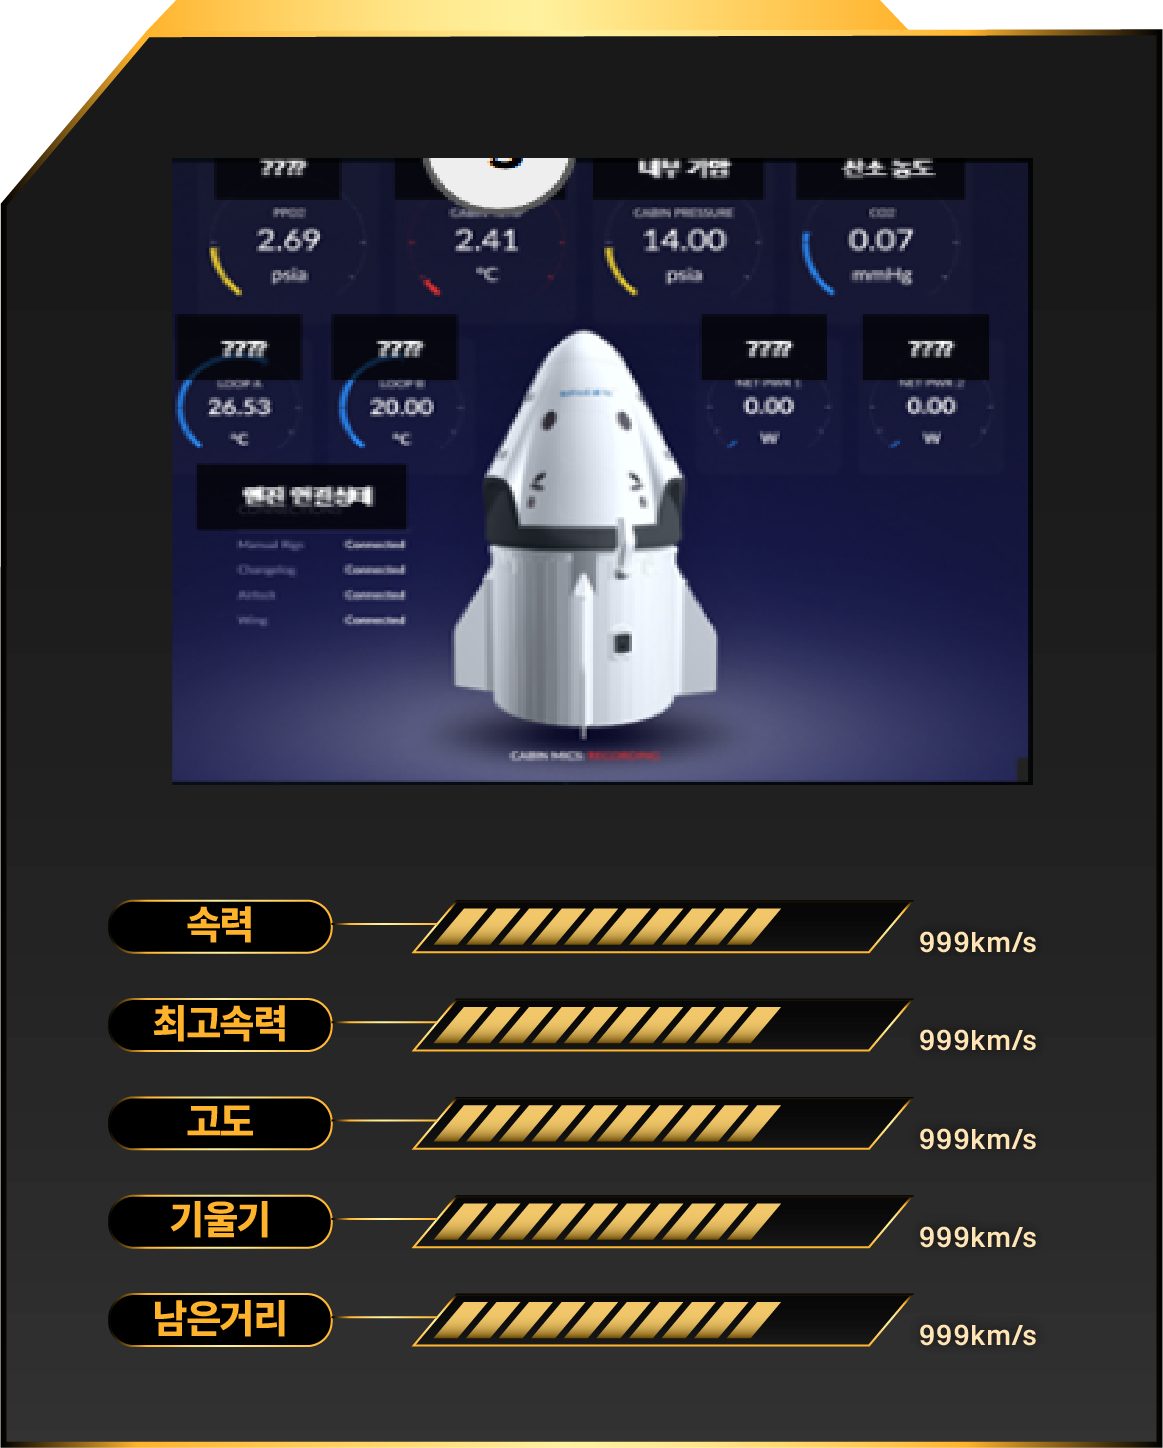 ???? 내부 기압 산소 농도
PPO2 CABIN PRESSURE CO2
2.69 2.41 14.00 0.07
psia °C psia mmHg
???? ???? ???? ????
LOOP A LOOP B NET PWR 1 NET PWR 2
26.53 20.00 0.00 0.00
°C °C W W
엔진 연결상태
Manual Rign Connected
Changelog Connected
Airlock Connected
Wing Connected
CABIN MICS: RECORDING
속력 999km/s
최고속력 999km/s
고도 999km/s
기울기 999km/s
남은거리 999km/s